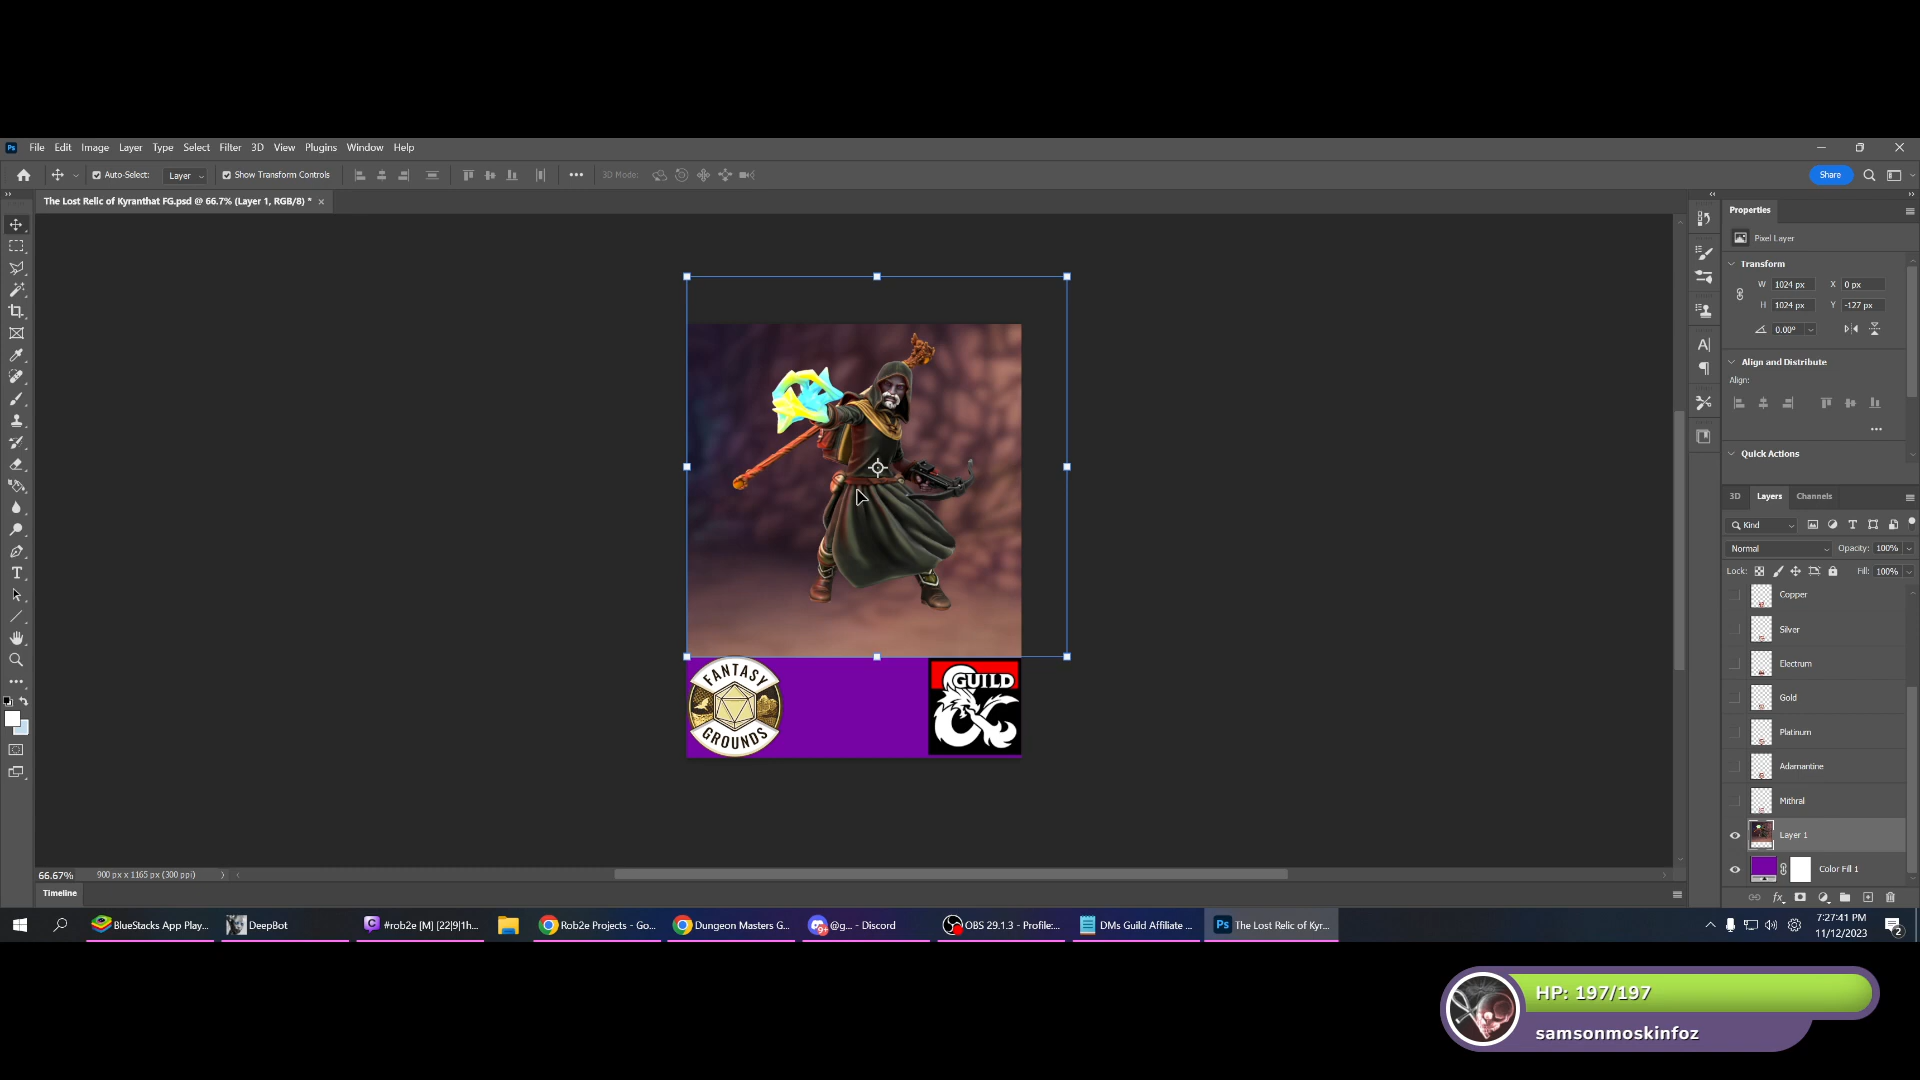 Ps File Edit Image Layer Type Select Filter 3D View Plugins Window Help
Auto-Select: Layer Show Transform Controls 3D Mode: Share
The Lost Relic of Kyranthat FG.psd @ 66.7% (Layer 1, RGB/8) *
Properties
Pixel Layer
Transform
W 1024 px X 0 px
H 1024 px Y -127 px
0.00°
Align and Distribute
Align:
Quick Actions
3D Layers Channels
Kind
Normal Opacity: 100%
Lock: Fill: 100%
Copper
Silver
Electrum
Gold
Platinum
Adamantine
Mithral
Layer 1
Color Fill 1
FANTASY
GROUNDS
GUILD
66.67% 900 px x 1165 px (300 ppi)
Timeline
BlueStacks App Play... DeepBot #rob2e [M] [22|9]1h... Rob2e Projects - Go... Dungeon Masters G... @g... - Discord OBS 29.1.3 - Profile:... DMs Guild Affiliate ... Ps The Lost Relic of Kyr...
7:27:41 PM
11/12/2023
2
HP: 197/197
samsonmoskinfoz